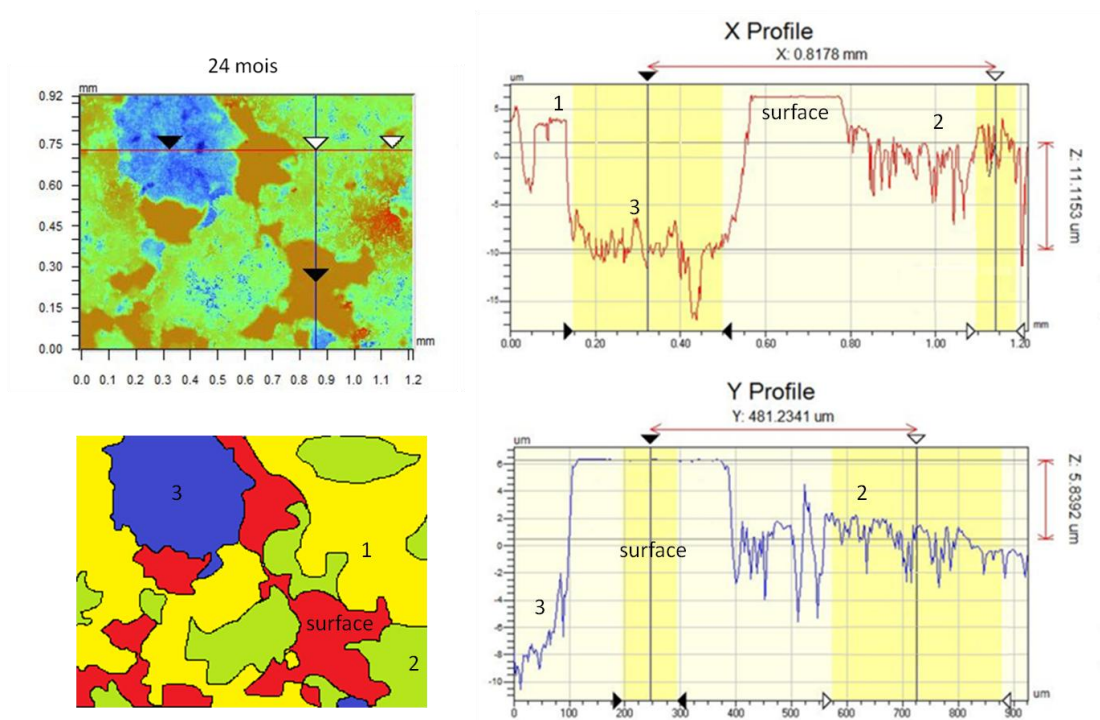 24 mois
mm
0.92
0.75
0.60
0.45
0.30
0.15
0.00
mm
0.0 0.1 0.2 0.3 0.4 0.5 0.6 0.7 0.8 0.9 1.0 1.1 1.2
X Profile
X: 0.8178 mm
um
5
0
-5
-10
-15
1
3
surface
2
Z: 11.1153 um
mm
0.00 0.20 0.40 0.60 0.80 1.00 1.20
3
1
surface
2
Y Profile
Y: 481.2341 um
um
6
4
2
0
-2
-4
-6
-8
-10
3
surface
2
Z: 5.8392 um
um
0 100 200 300 400 500 600 700 800 900